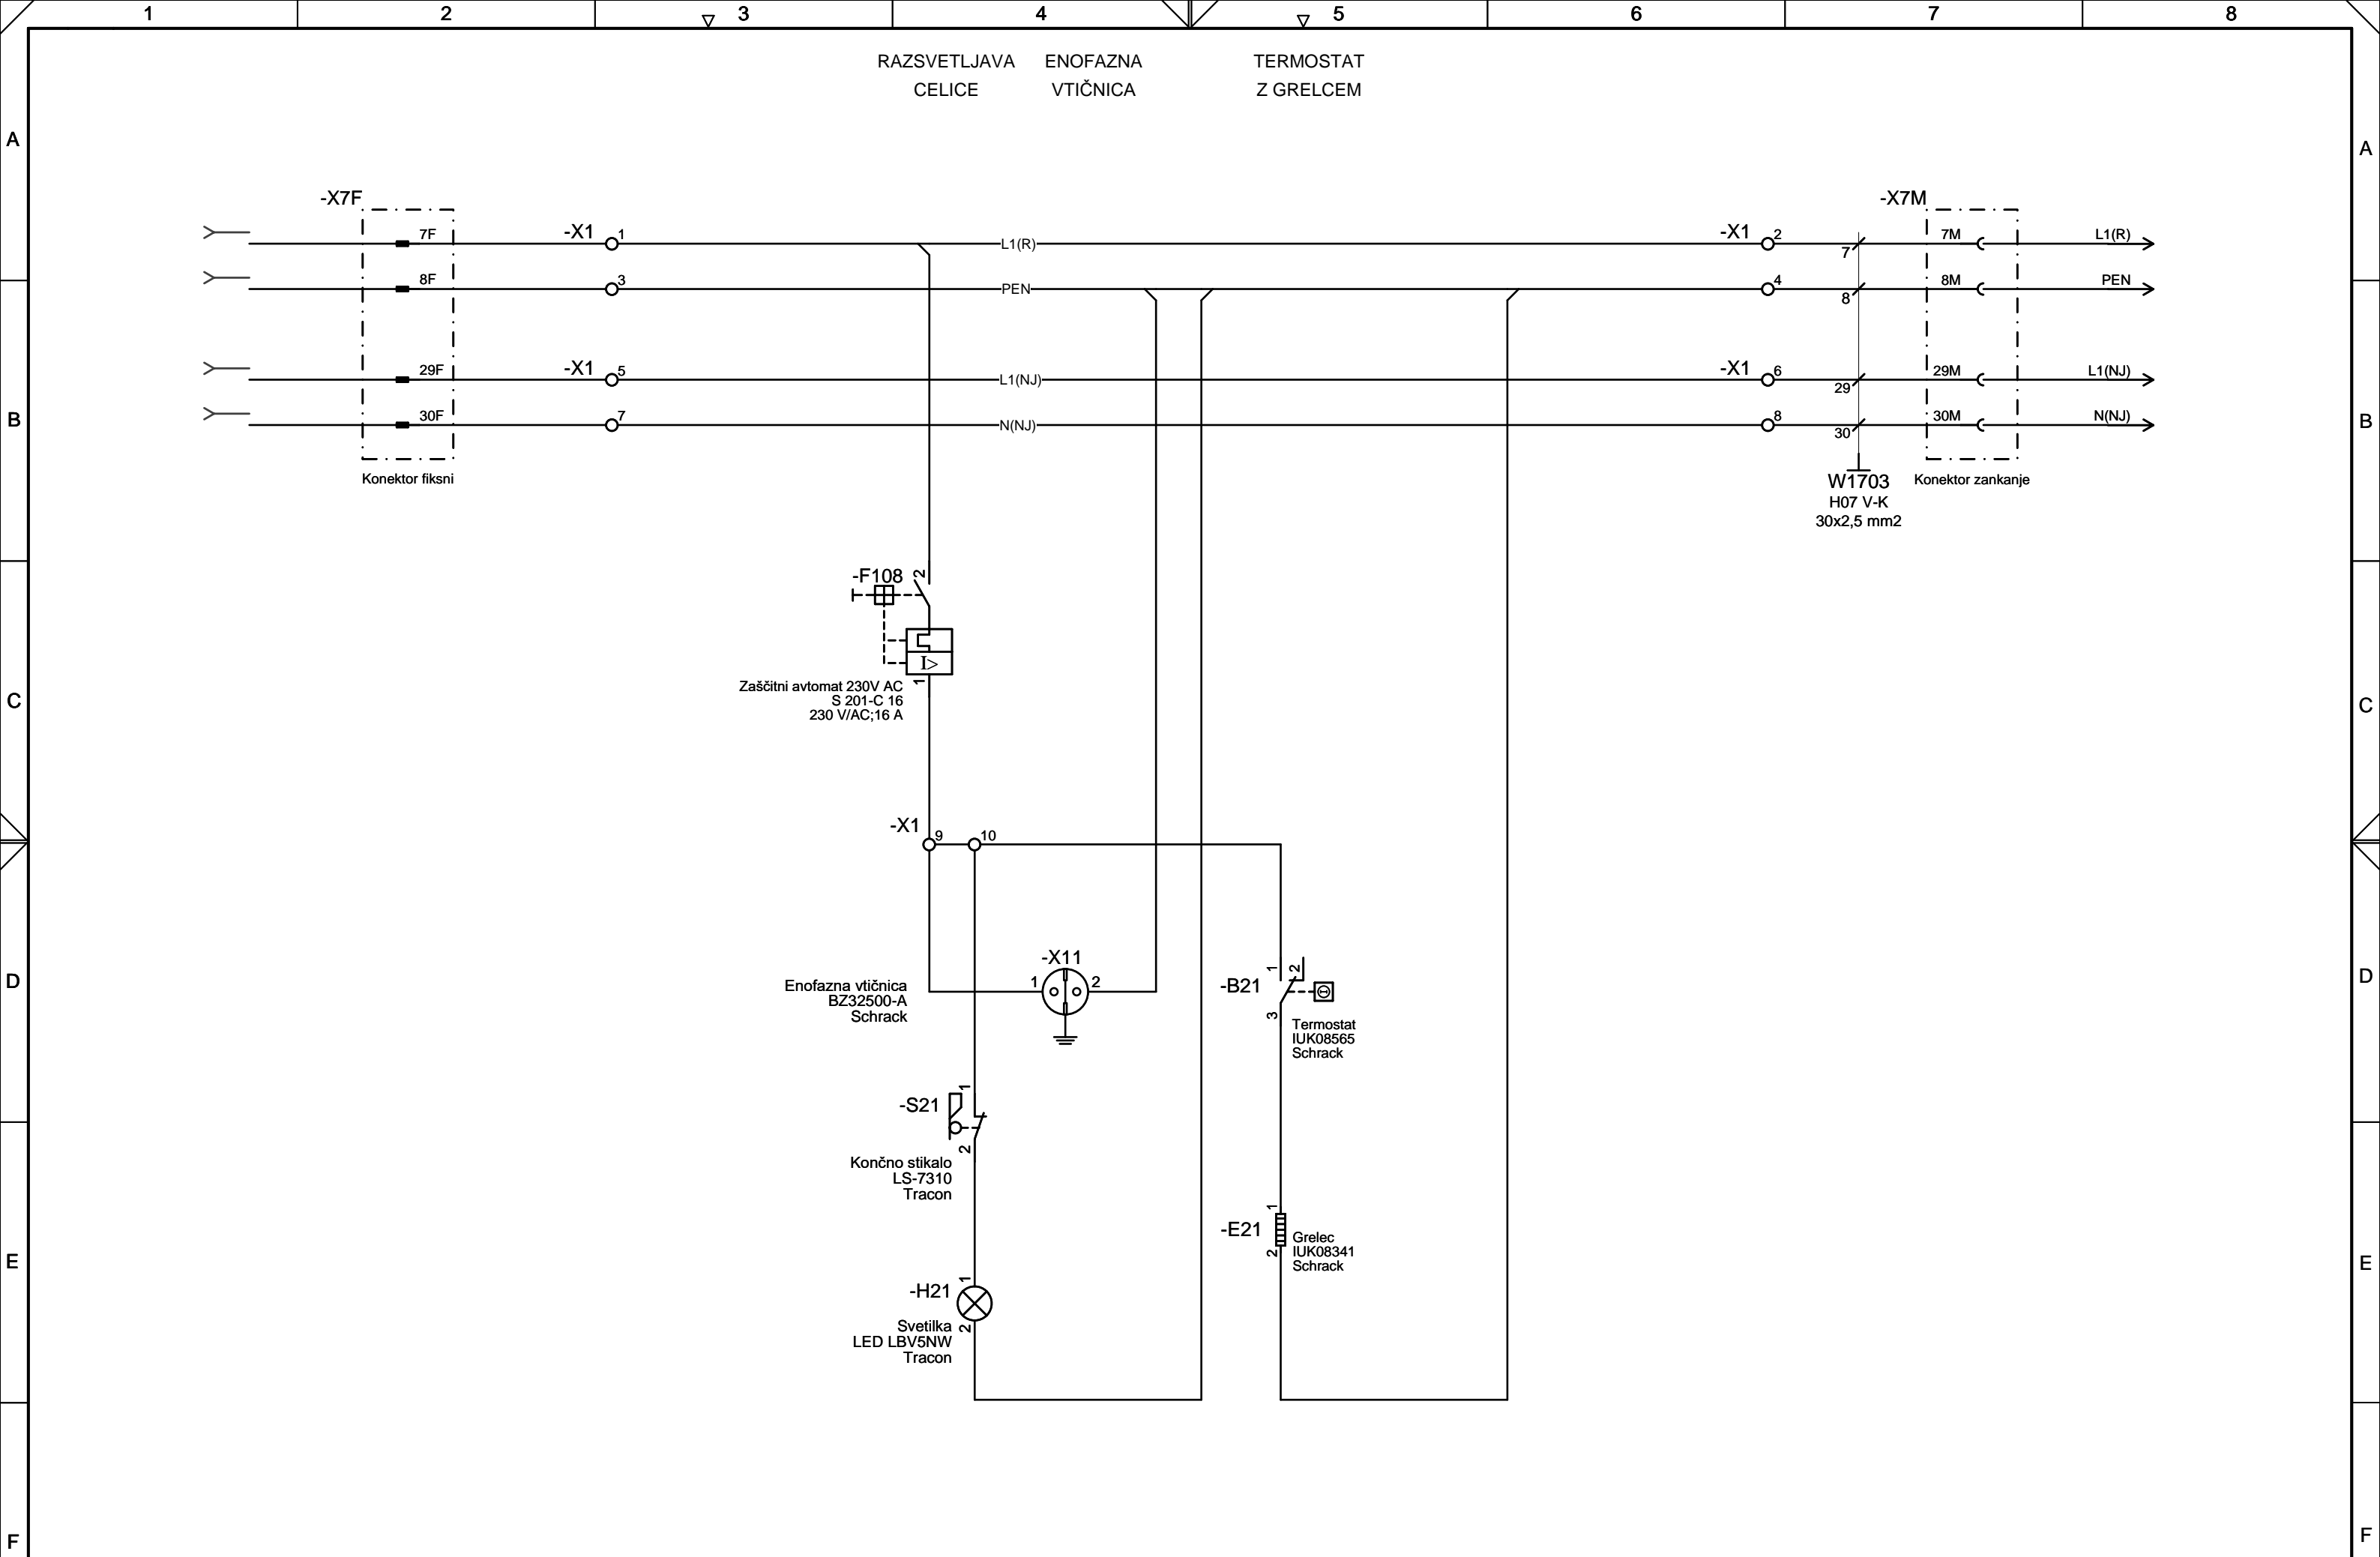 1 2 3 4 5 6 7 8
RAZSVETLJAVA ENOFAZNA TERMOSTAT
CELICE VTIČNICA Z GRELCEM
A A
-X7F -X7M
7F -X1 1 L1(R) -X1 2 7 7M L1(R)
8F 3 PEN 4 8 8M PEN
29F -X1 5 L1(NJ) -X1 6 29 29M L1(NJ)
B B
30F 7 N(NJ) 8 30 30M N(NJ)
Konektor fiksni W1703 Konektor zankanje
H07 V-K
30x2,5 mm2
-F108 2
I>
1
Zaščitni avtomat 230V AC
S 201-C 16
230 V/AC;16 A
C C
-X1 9 10
-X11
1 2
Enofazna vtičnica
BZ32500-A
Schrack
D D
-B21 1 2
3
Termostat
IUK08565
Schrack
-S21 1
2
Končno stikalo
LS-7310
Tracon
-E21 1
2
Grelec
IUK08341
Schrack
E E
-H21 1
2
Svetilka
LED LBV5NW
Tracon
F F